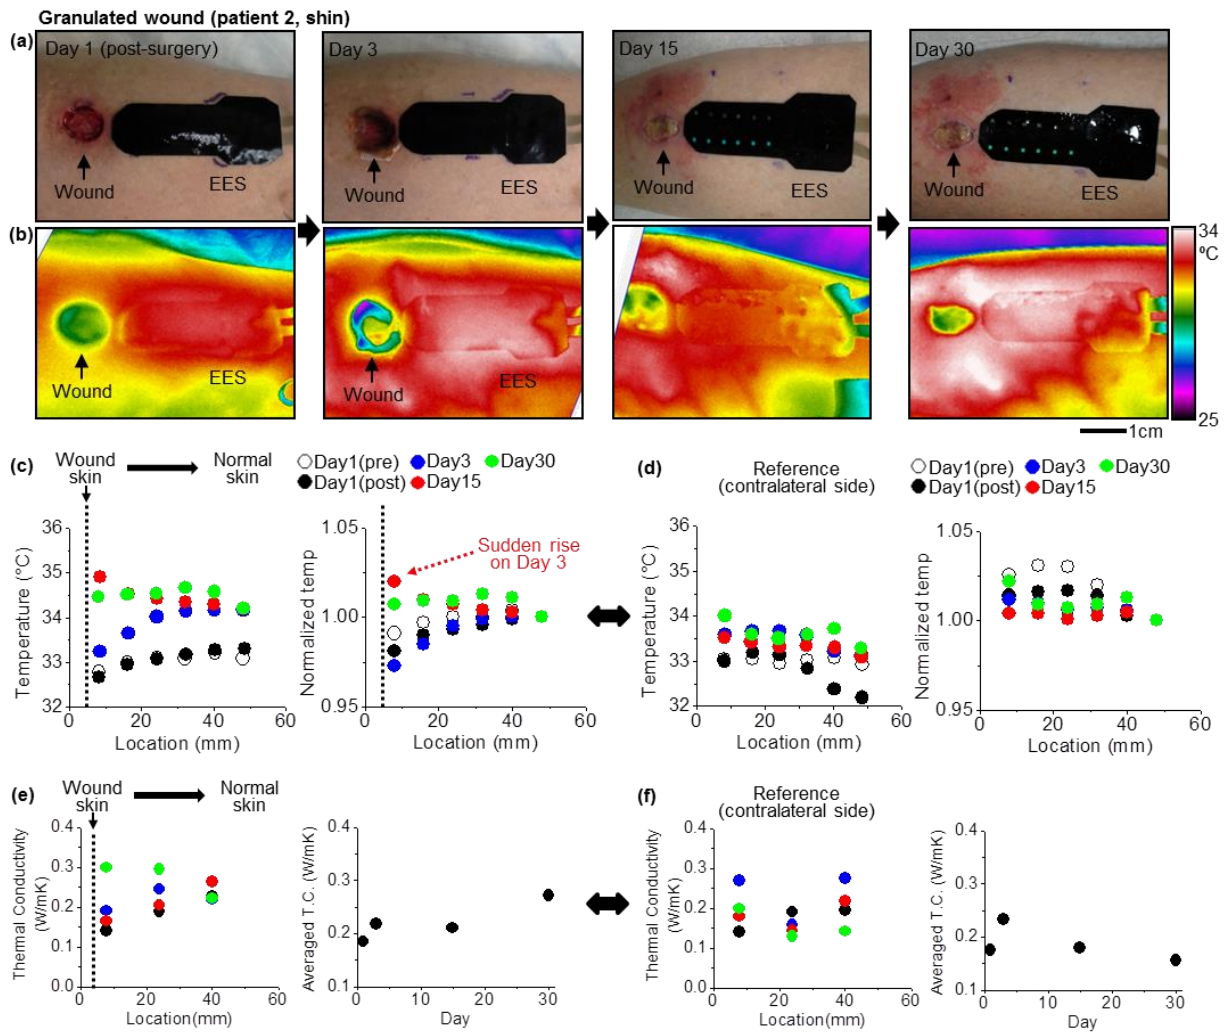 Granulated wound (patient 2, shin)
(a)
Day 1 (post-surgery)
Day 3
Day 15
Day 30
Wound
EES
Wound
EES
Wound
EES
Wound
EES
(b)
Wound
EES
Wound
EES
34
ºC
25
1cm
(c)
Wound
skin
Normal
skin
Day1(pre)
Day3
Day30
Day1(post)
Day15
(d)
Reference
(contralateral side)
Day1(pre)
Day3
Day30
Day1(post)
Day15
Temperature (°C)
36
35
34
33
32
0
20
40
60
Location (mm)
Normalized temp
1.05
1.00
0.95
0
20
40
60
Location (mm)
Sudden rise
on Day 3
Temperature (°C)
36
35
34
33
32
0
20
40
60
Location (mm)
Normalized temp
1.05
1.00
0.95
0
20
40
60
Location (mm)
(e)
Wound
skin
Normal
skin
(f)
Reference
(contralateral side)
Thermal Conductivity
(W/mK)
0.4
0.3
0.2
0.1
0.0
0
20
40
60
Location(mm)
Averaged T.C. (W/mK)
0.4
0.3
0.2
0.1
0
10
20
30
Day
Thermal Conductivity
(W/mK)
0.4
0.3
0.2
0.1
0.0
0
20
40
60
Location(mm)
Averaged T.C. (W/mK)
0.4
0.3
0.2
0.1
0
10
20
30
Day